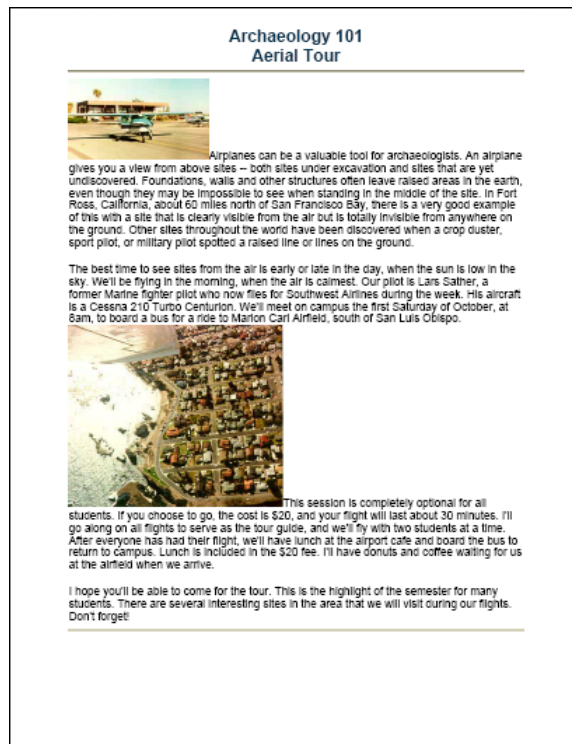 Archaeology 101
Aerial Tour
Airplanes can be a valuable tool for archaeologists. An airplane
gives you a view from above sites -- both sites under excavation and sites that are yet
undiscovered. Foundations, walls and other structures often leave raised areas in the earth,
even though they may be impossible to see when standing in the middle of the site. In Fort
Ross, California, about 60 miles north of San Francisco Bay, there is a very good example
of this with a site that is clearly visible from the air but is totally invisible from anywhere on
the ground. Other sites throughout the world have been discovered when a crop duster,
sport pilot, or military pilot spotted a raised line or lines on the ground.
The best time to see sites from the air is early or late in the day, when the sun is low in the
sky. We'll be flying in the morning, when the air is calmest. Our pilot is Lars Sather, a
former Marine fighter pilot who now flies for Southwest Airlines during the week. His aircraft
is a Cessna 210 Turbo Centurion. We'll meet on campus the first Saturday of October, at
8am, to board a bus for a ride to Marion Carl Airfield, south of San Luis Obispo.
This session is completely optional for all
students. If you choose to go, the cost is $20, and your flight will last about 30 minutes. I'll
go along on all flights to serve as the tour guide, and we'll fly with two students at a time.
After everyone has had their flight, we'll have lunch at the airport cafe and board the bus to
return to campus. Lunch is included in the $20 fee. I'll have donuts and coffee waiting for us
at the airfield when we arrive.
I hope you'll be able to come for the tour. This is the highlight of the semester for many
students. There are several interesting sites in the area that we will visit during our flights.
Don't forget!